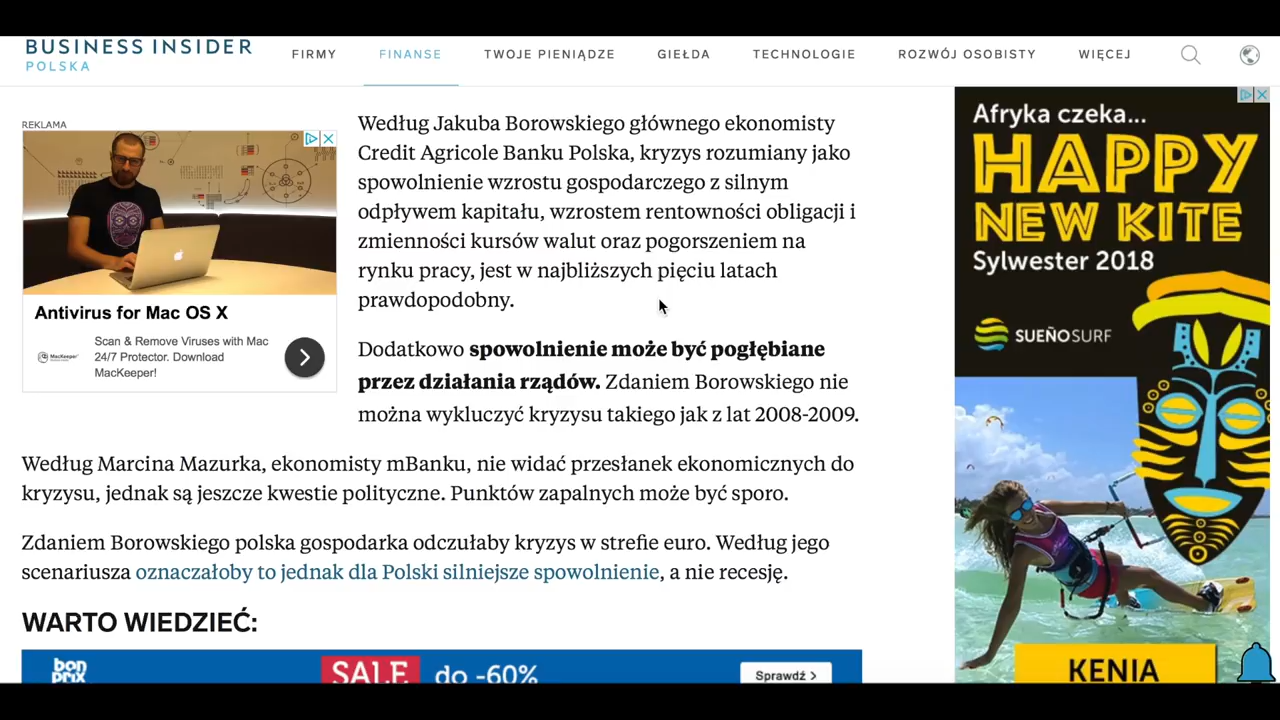 BUSINESS INSIDER
POLSKA
FIRMY
FINANSE
TWOJE PIENIĄDZE
GIEŁDA
TECHNOLOGIE
ROZWÓJ OSOBISTY
WIĘCEJ
REKLAMA
Antivirus for Mac OS X
MacKeeper
Scan & Remove Viruses with Mac
24/7 Protector. Download
MacKeeper!
Według Jakuba Borowskiego głównego ekonomisty
Credit Agricole Banku Polska, kryzys rozumiany jako
spowolnienie wzrostu gospodarczego z silnym
odpływem kapitału, wzrostem rentowności obligacji i
zmienności kursów walut oraz pogorszeniem na
rynku pracy, jest w najbliższych pięciu latach
prawdopodobny.
Dodatkowo spowolnienie może być pogłębiane
przez działania rządów. Zdaniem Borowskiego nie
można wykluczyć kryzysu takiego jak z lat 2008-2009.
Według Marcina Mazurka, ekonomisty mBanku, nie widać przesłanek ekonomicznych do
kryzysu, jednak są jeszcze kwestie polityczne. Punktów zapalnych może być sporo.
Zdaniem Borowskiego polska gospodarka odczułaby kryzys w strefie euro. Według jego
scenariusza oznaczałoby to jednak dla Polski silniejsze spowolnienie, a nie recesję.
WARTO WIEDZIEĆ:
bon
prix
SALE do -60%
Sprawdź >
Afryka czeka...
HAPPY
NEW KITE
Sylwester 2018
SUEÑOSURF
KENIA